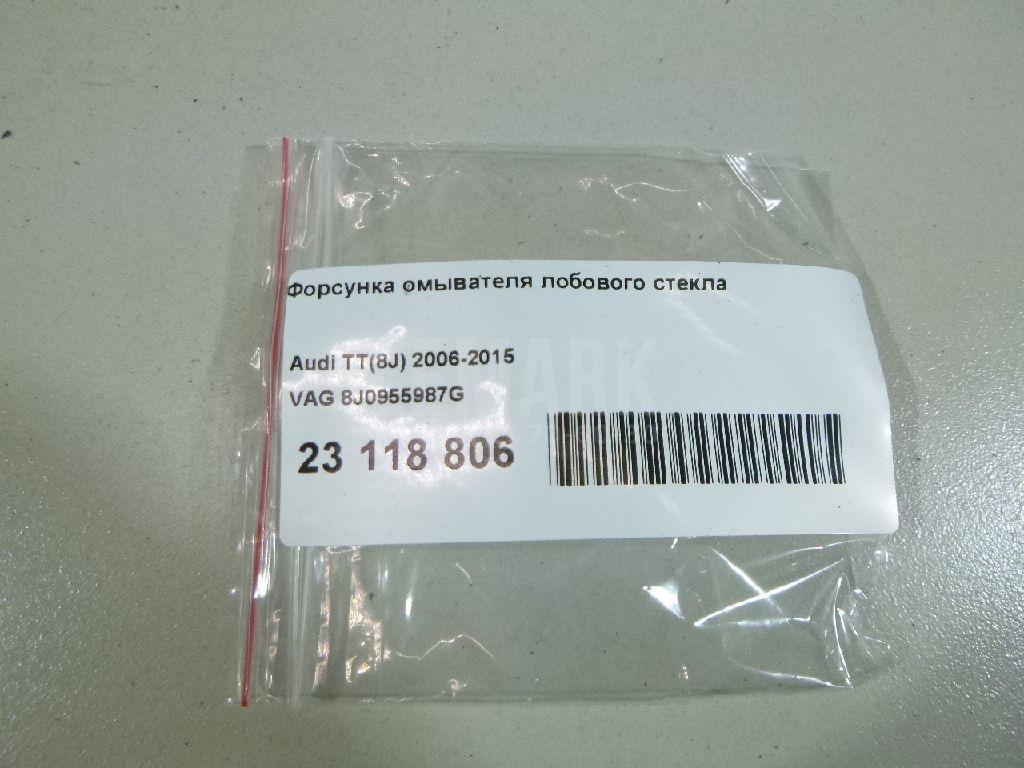 Форсунка омывателя лобового стекла
Audi TT(8J) 2006-2015
VAG 8J0955987G
23 118 806